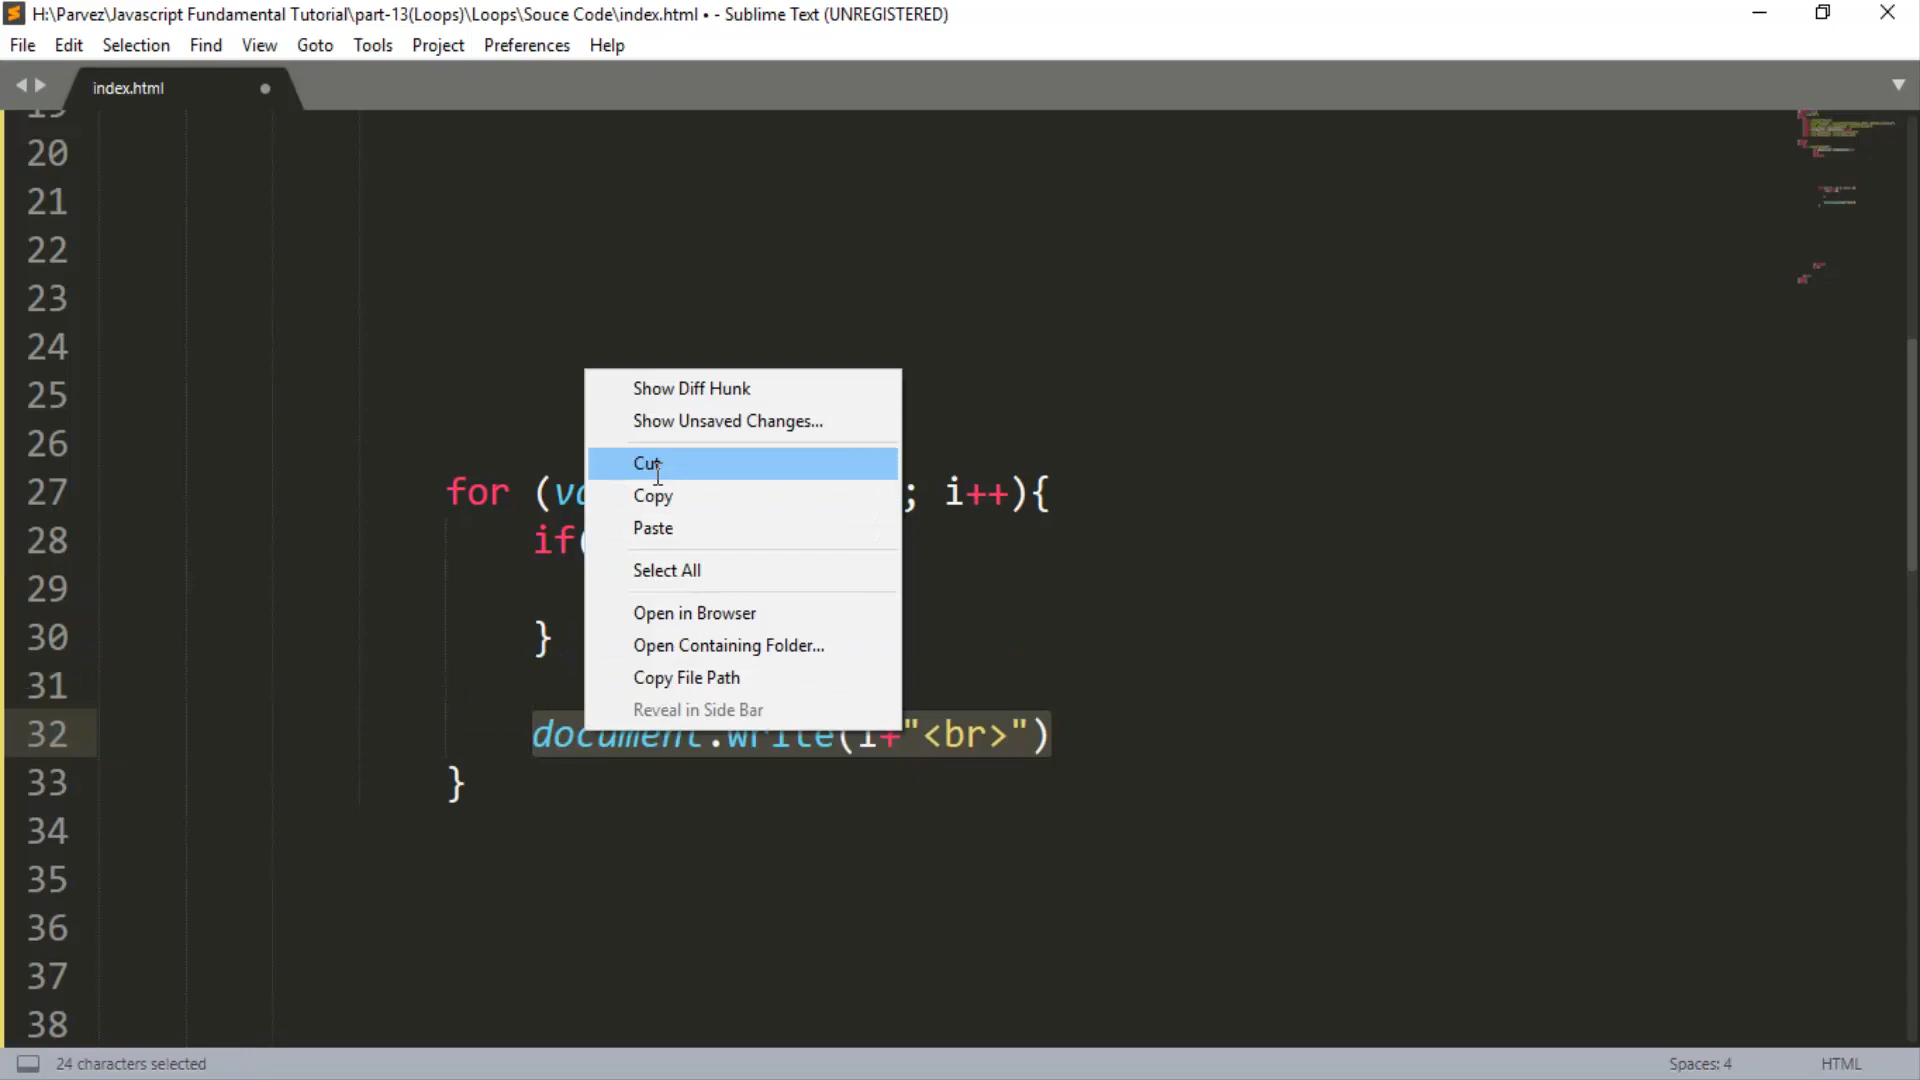 H:\Parvez\Javascript Fundamental Tutorial\part-13(Loops)\Loops\Souce Code\index.html • - Sublime Text (UNREGISTERED)
File Edit Selection Find View Goto Tools Project Preferences Help
index.html
19
20
21
22
23
24
Show Diff Hunk
25
Show Unsaved Changes...
26
Cut
27 for (va ; i++){
Copy
Paste
28 if(
Select All
29
Open in Browser
30 }
Open Containing Folder...
31
Copy File Path
Reveal in Side Bar
32 document.write(i+"<br>")
33 }
34
35
36
37
38
24 characters selected Spaces: 4 HTML